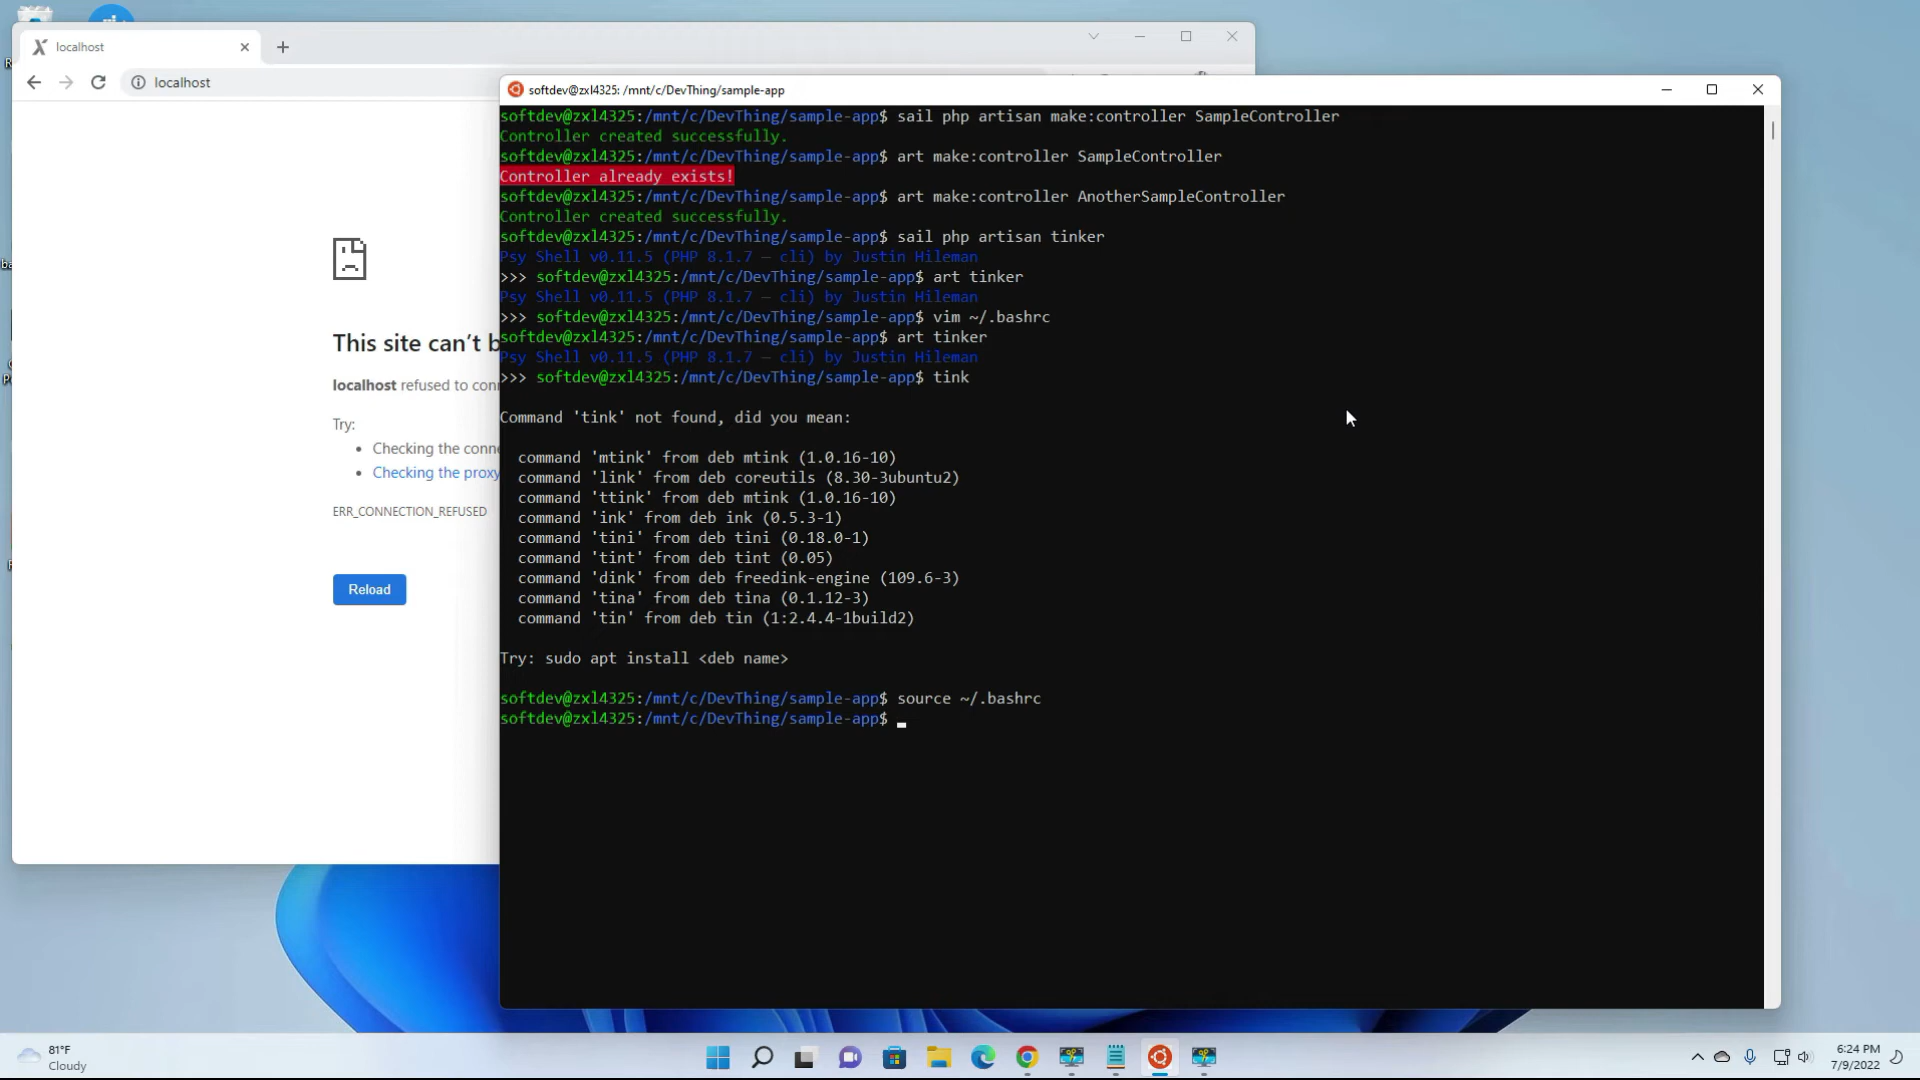 localhost
localhost
This site can't b
localhost refused to con
Try:
Checking the conne
Checking the proxy
ERR_CONNECTION_REFUSED
Reload
softdev@zxl4325: /mnt/c/DevThing/sample-app
softdev@zxl4325:/mnt/c/DevThing/sample-app$ sail php artisan make:controller SampleController
Controller created successfully.
softdev@zxl4325:/mnt/c/DevThing/sample-app$ art make:controller SampleController
Controller already exists!
softdev@zxl4325:/mnt/c/DevThing/sample-app$ art make:controller AnotherSampleController
Controller created successfully.
softdev@zxl4325:/mnt/c/DevThing/sample-app$ sail php artisan tinker
Psy Shell v0.11.5 (PHP 8.1.7 — cli) by Justin Hileman
>>> softdev@zxl4325:/mnt/c/DevThing/sample-app$ art tinker
Psy Shell v0.11.5 (PHP 8.1.7 — cli) by Justin Hileman
>>> softdev@zxl4325:/mnt/c/DevThing/sample-app$ vim ~/.bashrc
softdev@zxl4325:/mnt/c/DevThing/sample-app$ art tinker
Psy Shell v0.11.5 (PHP 8.1.7 — cli) by Justin Hileman
>>> softdev@zxl4325:/mnt/c/DevThing/sample-app$ tink
Command 'tink' not found, did you mean:
command 'mtink' from deb mtink (1.0.16-10)
command 'link' from deb coreutils (8.30-3ubuntu2)
command 'ttink' from deb mtink (1.0.16-10)
command 'ink' from deb ink (0.5.3-1)
command 'tini' from deb tini (0.18.0-1)
command 'tint' from deb tint (0.05)
command 'dink' from deb freedink-engine (109.6-3)
command 'tina' from deb tina (0.1.12-3)
command 'tin' from deb tin (1:2.4.4-1build2)
Try: sudo apt install <deb name>
softdev@zxl4325:/mnt/c/DevThing/sample-app$ source ~/.bashrc
softdev@zxl4325:/mnt/c/DevThing/sample-app$
81°F
Cloudy
6:24 PM
7/9/2022